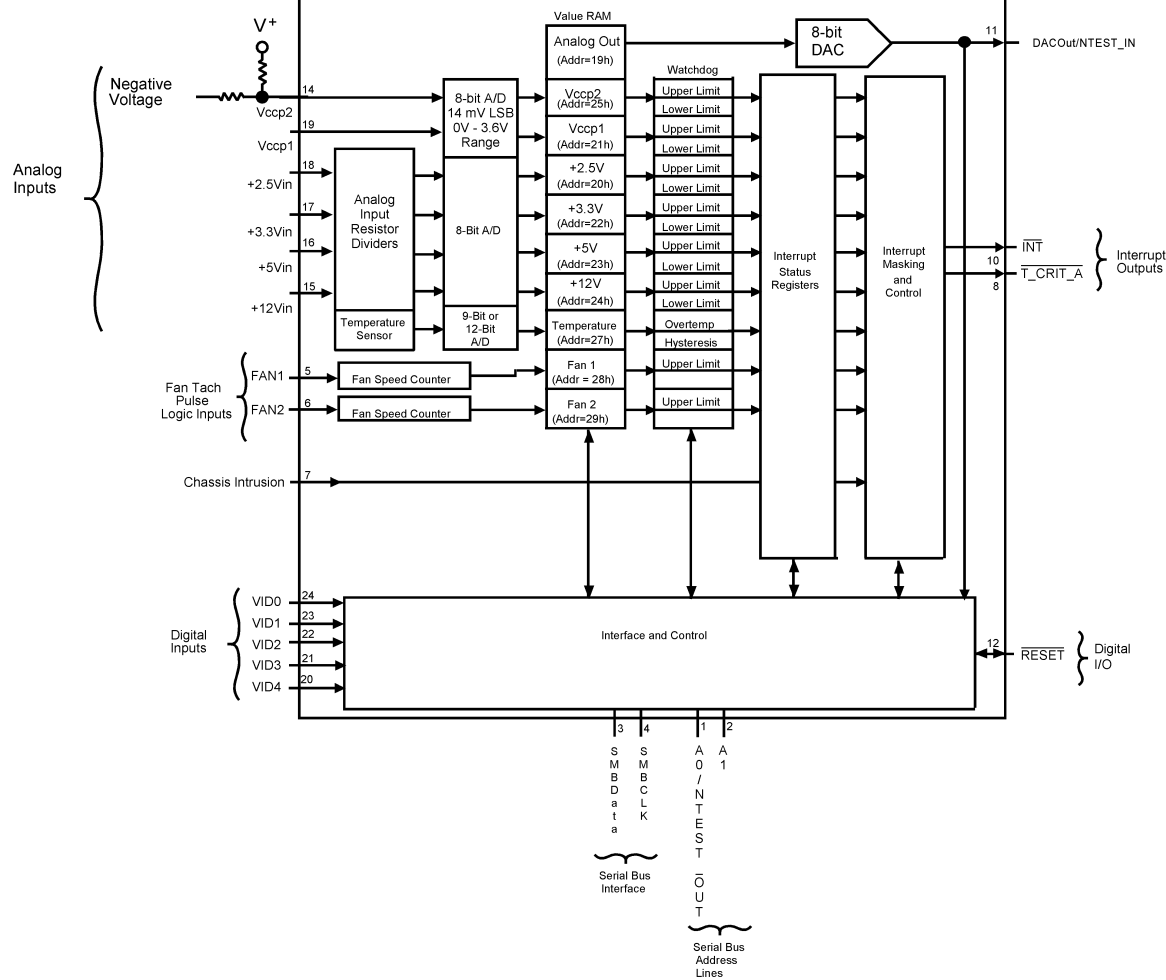 Value RAM
V+
Analog Out
(Addr=19h)
8-bit
DAC
11
DACOut/NTEST_IN
Negative
Voltage
14
Vccp2
19
Vccp1
8-bit A/D
14 mV LSB
0V - 3.6V
Range
Watchdog
Vccp2
(Addr=25h)
Upper Limit
Lower Limit
Vccp1
(Addr=21h)
Upper Limit
Lower Limit
Analog
Inputs
18
+2.5Vin
17
+3.3Vin
16
+5Vin
15
+12Vin
Analog
Input
Resistor
Dividers
8-Bit A/D
+2.5V
(Addr=20h)
Upper Limit
Lower Limit
+3.3V
(Addr=22h)
Upper Limit
Lower Limit
+5V
(Addr=23h)
Upper Limit
Lower Limit
+12V
(Addr=24h)
Upper Limit
Lower Limit
Interrupt
Status
Registers
Interrupt
Masking
and
Control
INT
10
T_CRIT_A
8
Interrupt
Outputs
Temperature
Sensor
9-Bit or
12-Bit
A/D
Temperature
(Addr=27h)
Overtemp
Hysteresis
Fan Tach
Pulse
Logic Inputs
FAN1
5
Fan Speed Counter
Fan 1
(Addr = 28h)
Upper Limit
FAN2
6
Fan Speed Counter
Fan 2
(Addr=29h)
Upper Limit
Chassis Intrusion
7
Digital
Inputs
VID0
24
VID1
23
VID2
22
VID3
21
VID4
20
Interface and Control
12
RESET
Digital
I/O
3
4
1
2
SMBData
SMBCLK
A0/NTEST OUT
A1
Serial Bus
Interface
Serial Bus
Address
Lines